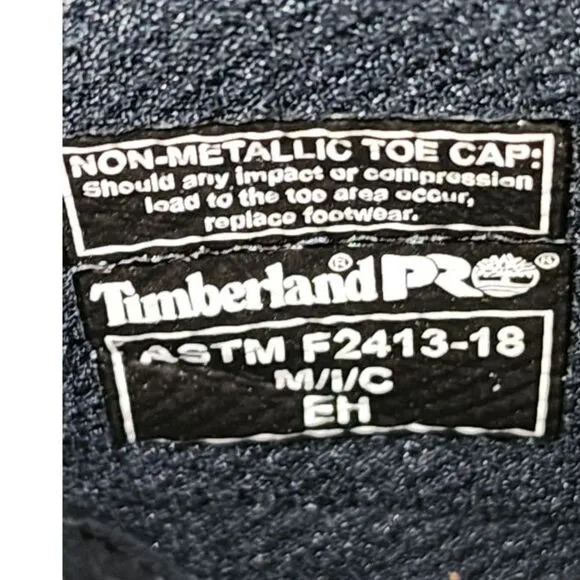 NON-METALLIC TOE CAP:
Should any impact or compression
load to the toe area occur,
replace footwear.
Timberland® PRO®
ASTM F2413-18
M/I/C
EH